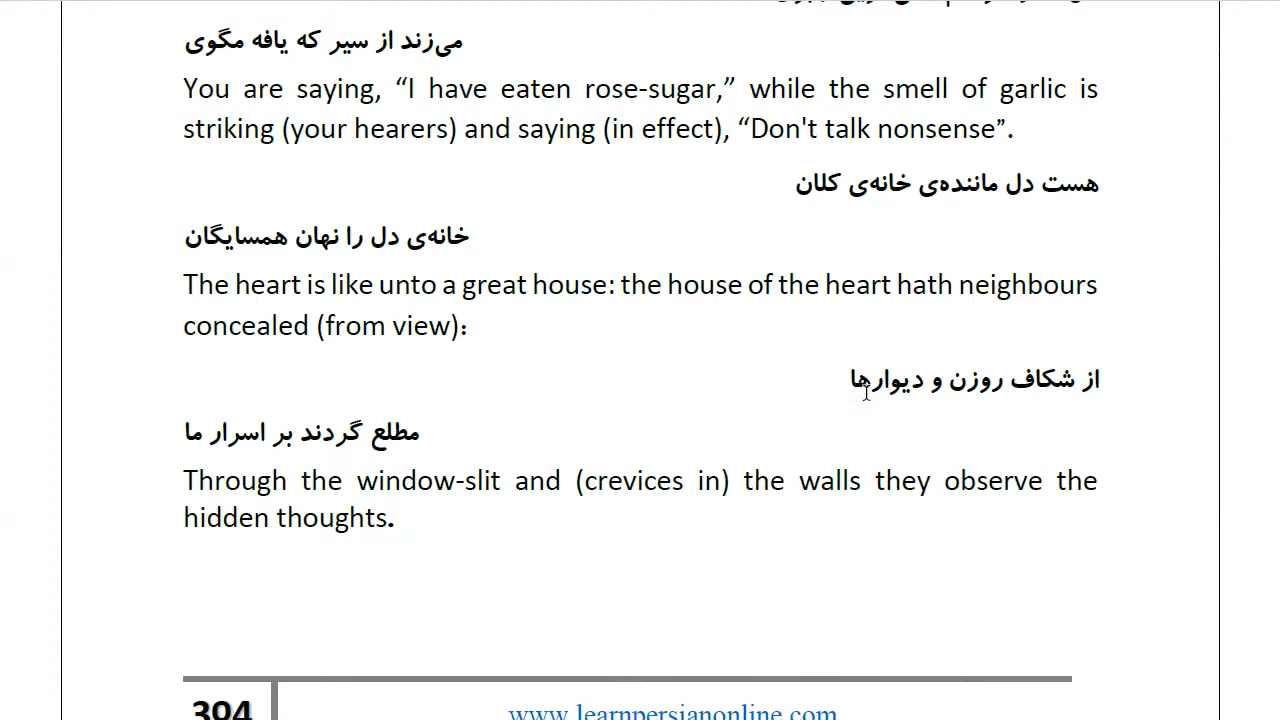 می‌زند از سیر که یافه مگوی
You are saying, “I have eaten rose-sugar,” while the smell of garlic is
striking (your hearers) and saying (in effect), “Don't talk nonsense”.
هست دل ماننده‌ی خانه‌ی کلان
خانه‌ی دل را نهان همسایگان
The heart is like unto a great house: the house of the heart hath neighbours
concealed (from view):
از شکاف روزن و دیوارها
مطلع گردند بر اسرار ما
Through the window-slit and (crevices in) the walls they observe the
hidden thoughts.
394
www.learnpersianonline.com